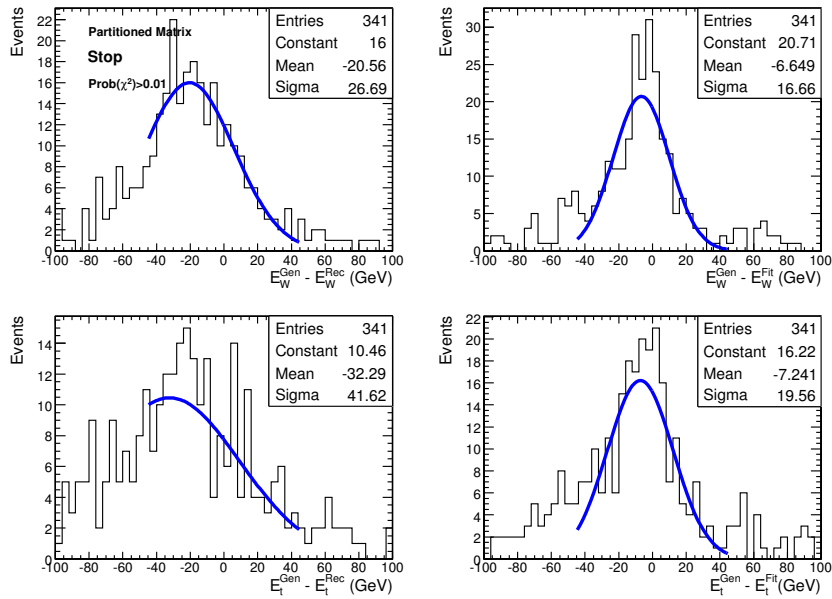 Events
22
20
18
16
14
12
10
8
6
4
2
0
Partitioned Matrix
Stop
Prob(χ²)>0.01
Entries 341
Constant 16
Mean -20.56
Sigma 26.69
-100 -80 -60 -40 -20 0 20 40 60 80 100
E_W^Gen - E_W^Rec (GeV)
Events
30
25
20
15
10
5
0
Entries 341
Constant 20.71
Mean -6.649
Sigma 16.66
-100 -80 -60 -40 -20 0 20 40 60 80 100
E_W^Gen - E_W^Fit (GeV)
Events
14
12
10
8
6
4
2
0
Entries 341
Constant 10.46
Mean -32.29
Sigma 41.62
-100 -80 -60 -40 -20 0 20 40 60 80 100
E_t^Gen - E_t^Rec (GeV)
Events
22
20
18
16
14
12
10
8
6
4
2
0
Entries 341
Constant 16.22
Mean -7.241
Sigma 19.56
-100 -80 -60 -40 -20 0 20 40 60 80 100
E_t^Gen - E_t^Fit (GeV)